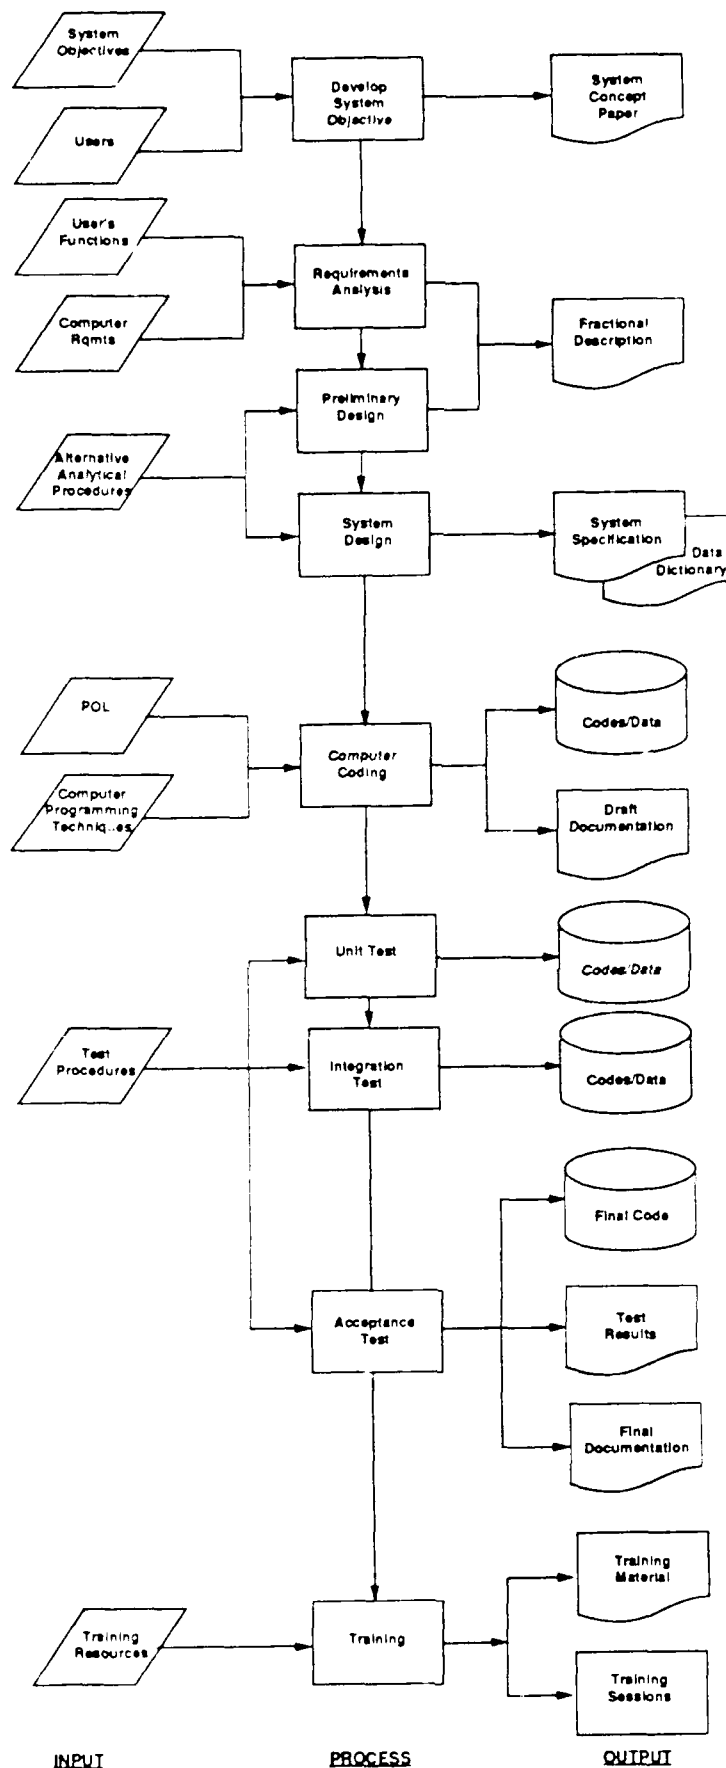 System
Objectives
Develop
System
Objective
System
Concept
Paper
Users
User's
Functions
Requirements
Analysis
Computer
Rqmts
Fractional
Description
Preliminary
Design
Alternative
Analytical
Procedures
System
Design
System
Specification
Data
Dictionary
POL
Codes/Data
Computer
Coding
Computer
Programming
Techniques
Draft
Documentation
Unit Test
Codes/Data
Test
Procedures
Integration
Test
Codes/Data
Final Code
Acceptance
Test
Test
Results
Final
Documentation
Training
Material
Training
Resources
Training
Training
Sessions
INPUT
PROCESS
OUTPUT